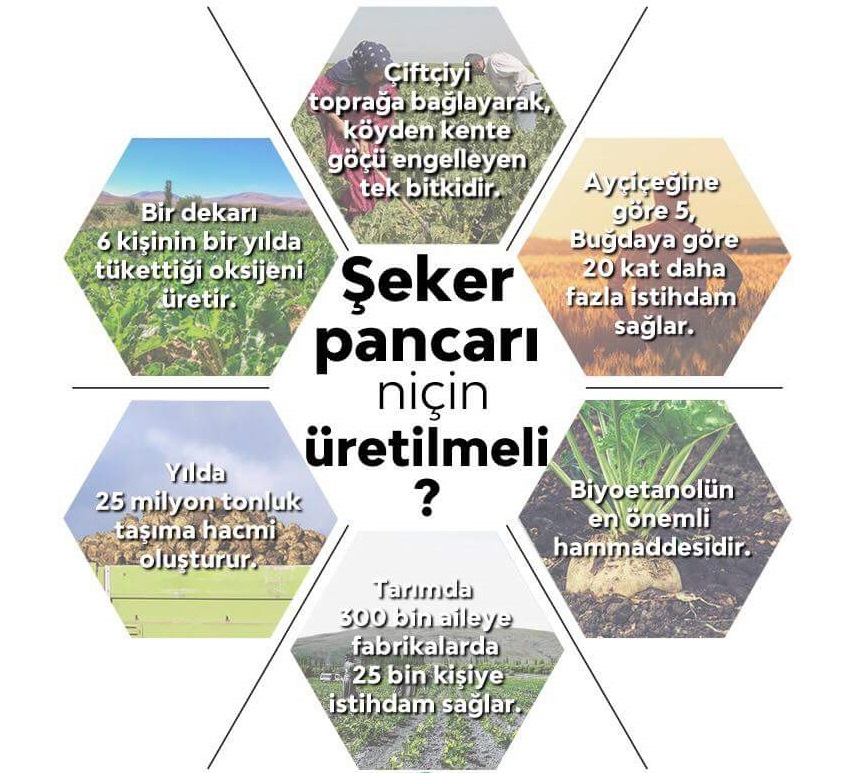 Çiftçiyi
toprağa bağlayarak,
köyden kente
göçü engelleyen
tek bitkidir.
Ayçiçeğine
göre 5,
Buğdaya göre
20 kat daha
fazla istihdam
sağlar.
Bir dekarı
6 kişinin bir yılda
tükettiği oksijeni
üretir.
Şeker
pancarı
niçin
üretilmeli
?
Yılda
25 milyon tonluk
taşıma hacmi
oluşturur.
Biyoetanolün
en önemli
hammaddesidir.
Tarımda
300 bin aileye
fabrikalarda
25 bin kişiye
istihdam sağlar.